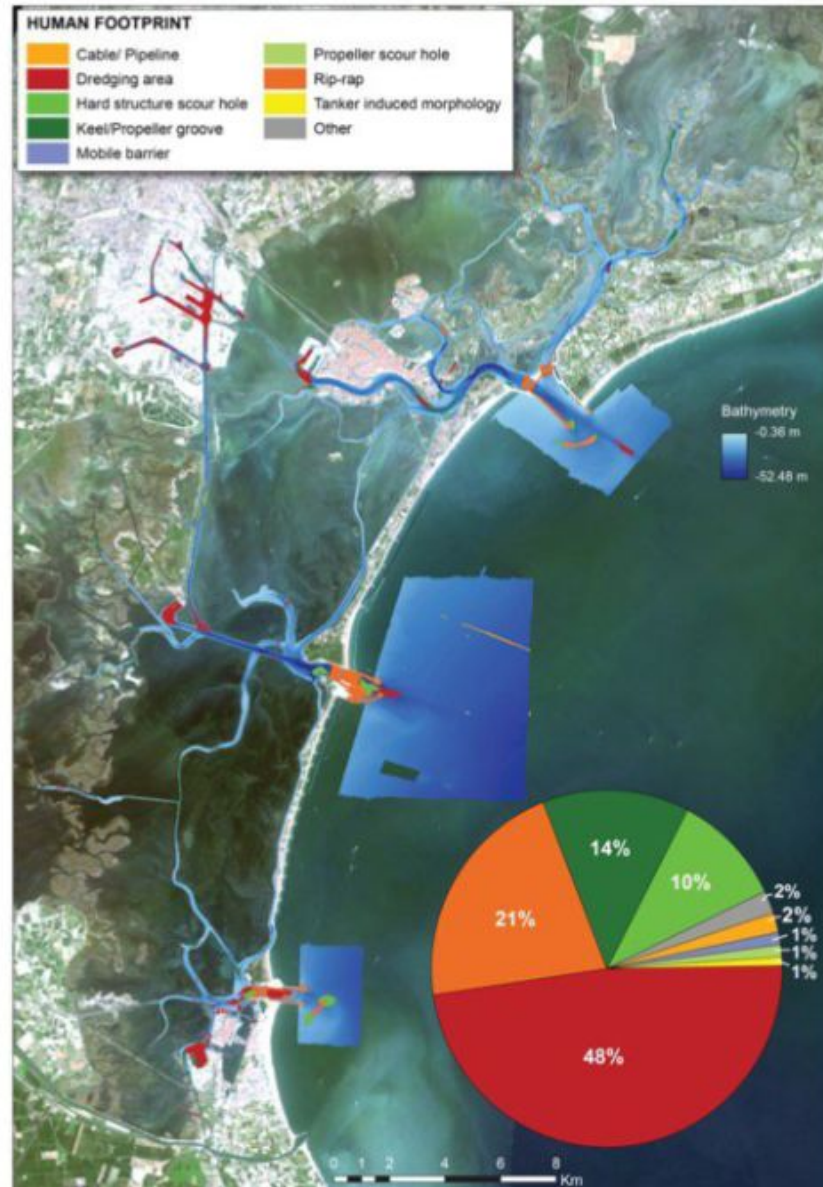 HUMAN FOOTPRINT
Cable/ Pipeline
Dredging area
Hard structure scour hole
Keel/Propeller groove
Mobile barrier
Propeller scour hole
Rip-rap
Tanker induced morphology
Other
Bathymetry
-0.36 m
-52.48 m
14%
10%
21%
2%
2%
1%
1%
1%
48%
0 1 2 4 6 8
Km